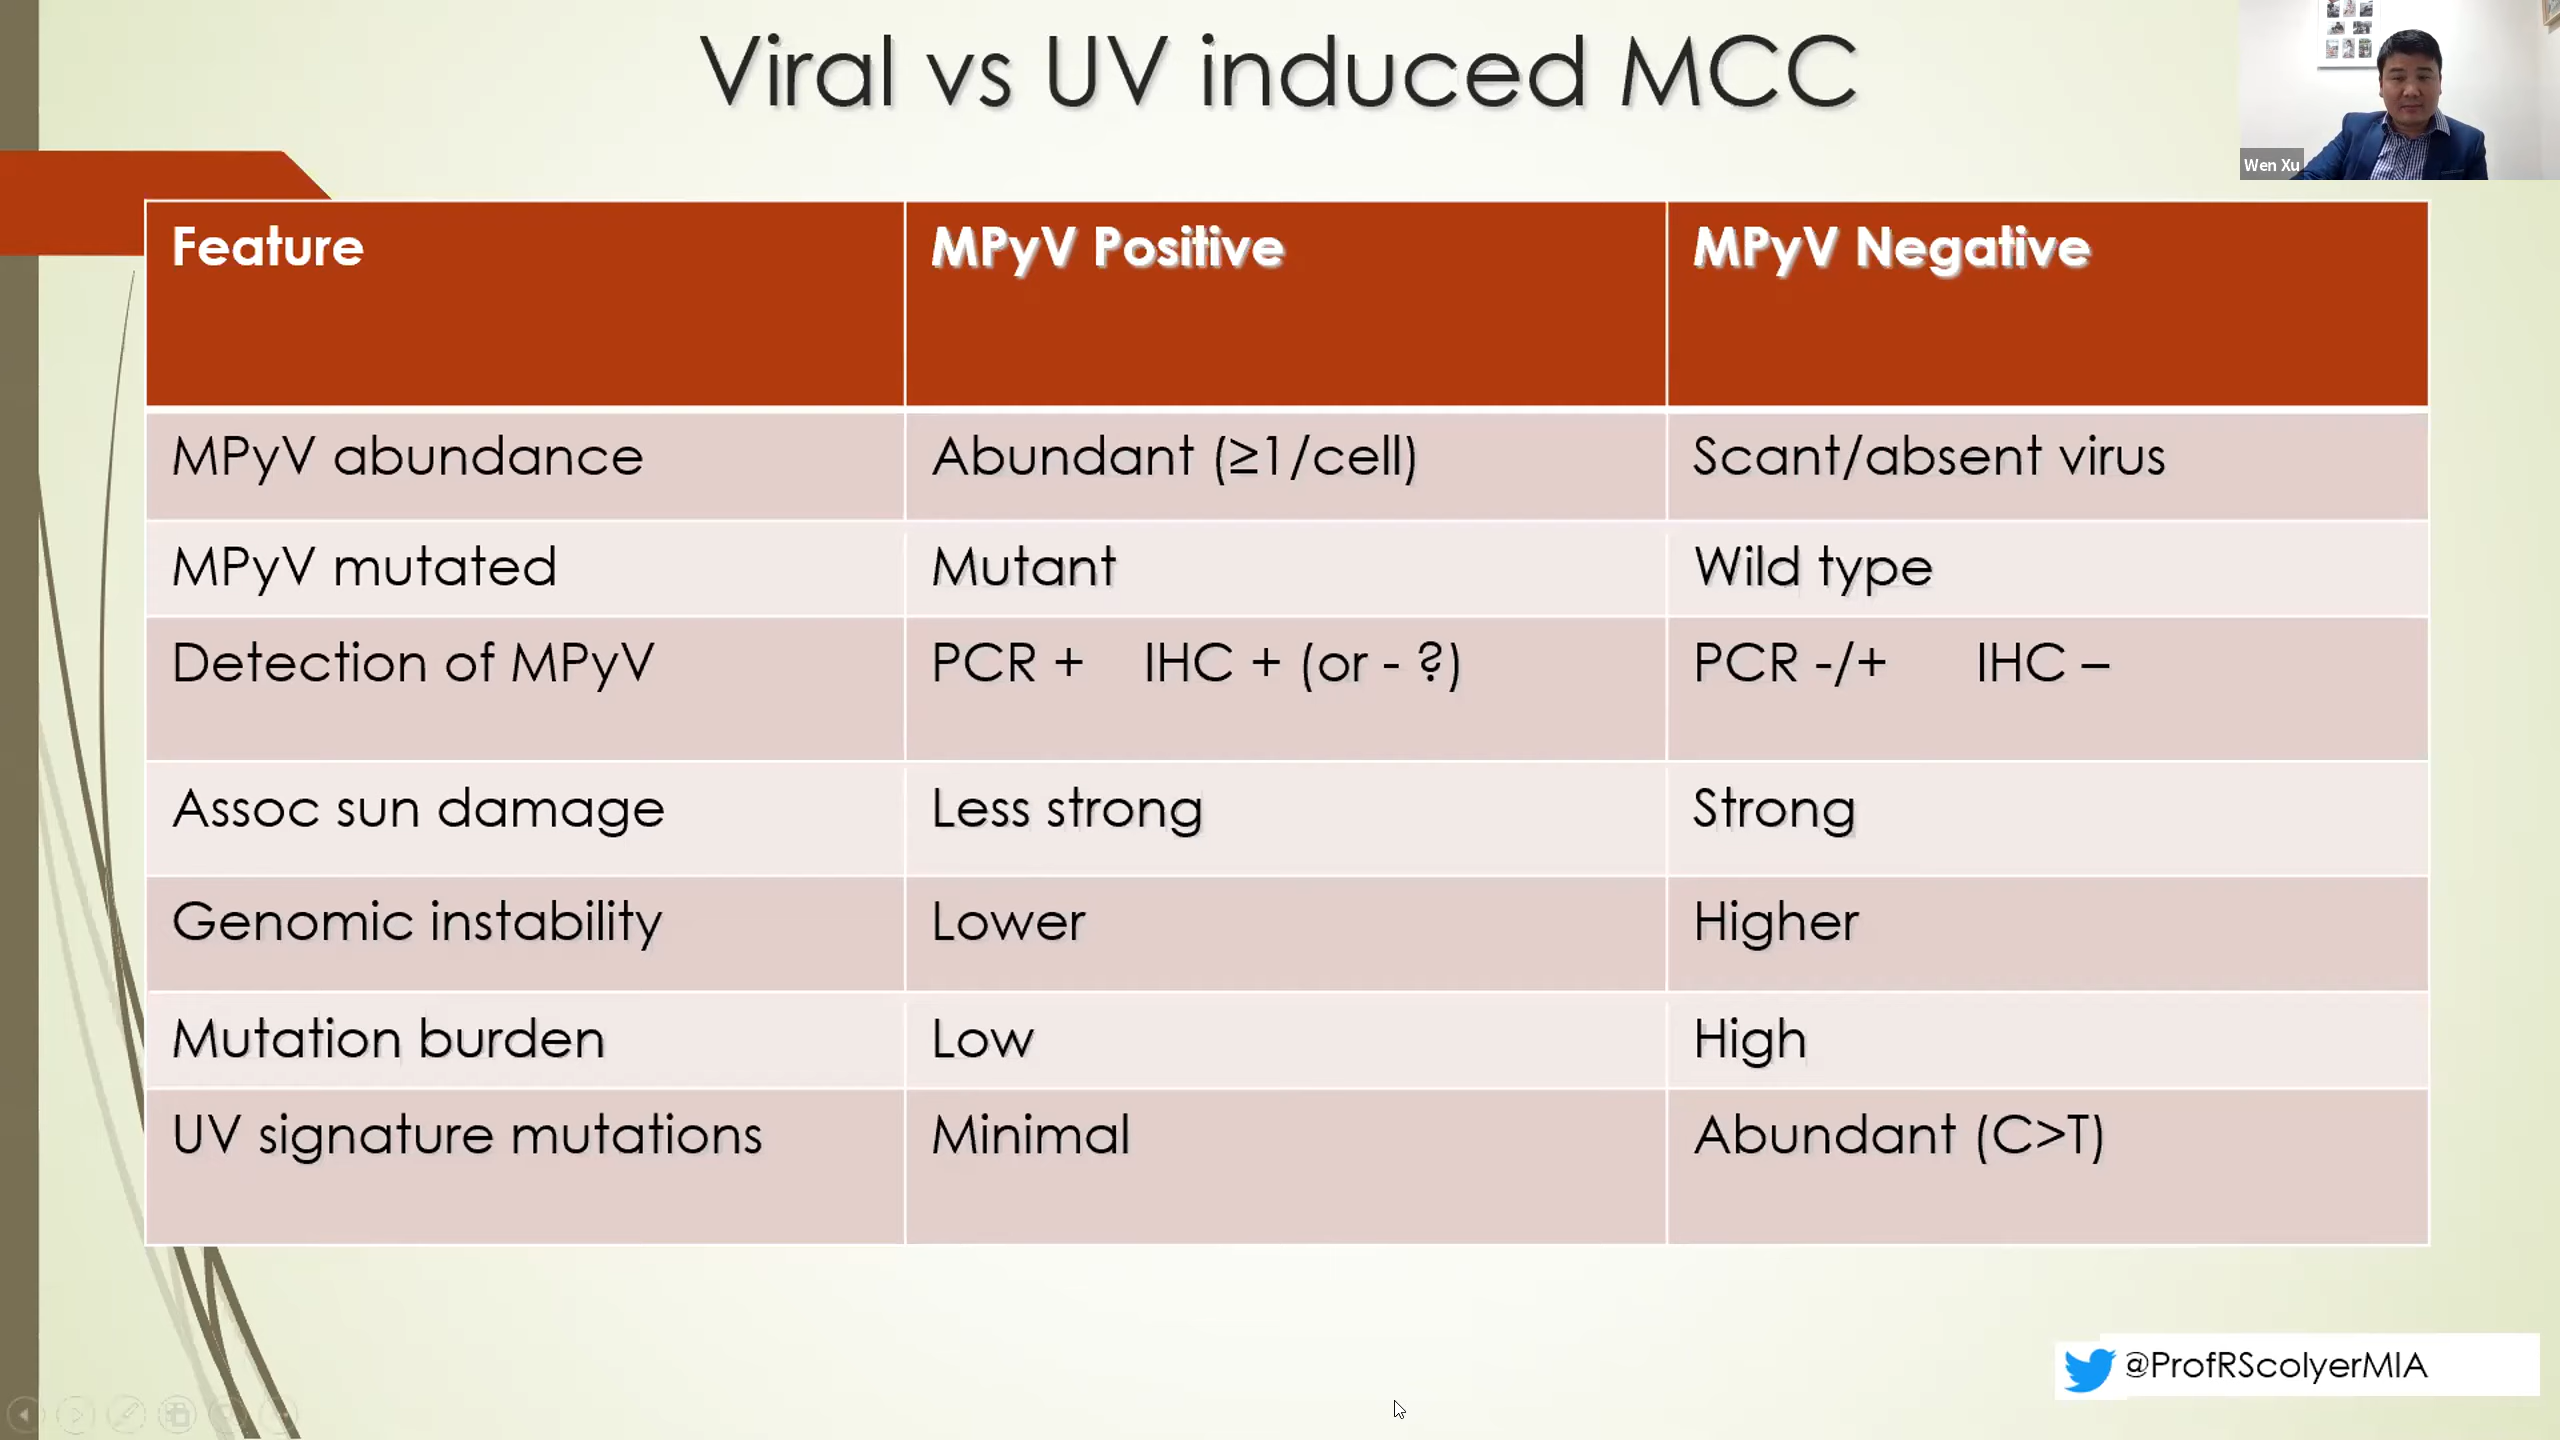 Viral vs UV induced MCC
Wen Xu
Feature MPyV Positive MPyV Negative
MPyV abundance Abundant (≥1/cell) Scant/absent virus
MPyV mutated Mutant Wild type
Detection of MPyV PCR + IHC + (or - ?) PCR -/+ IHC –
Assoc sun damage Less strong Strong
Genomic instability Lower Higher
Mutation burden Low High
UV signature mutations Minimal Abundant (C>T)
@ProfRScolyerMIA